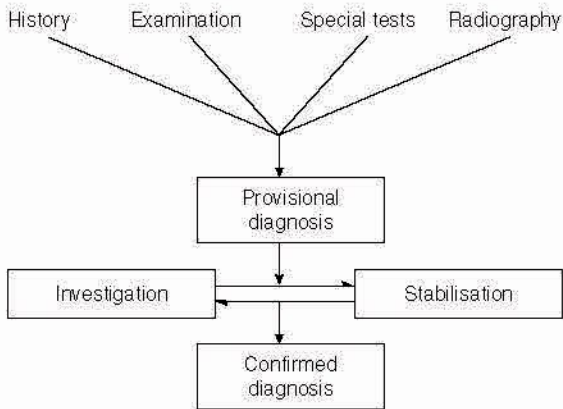 History Examination Special tests Radiography
Provisional
diagnosis
Investigation Stabilisation
Confirmed
diagnosis